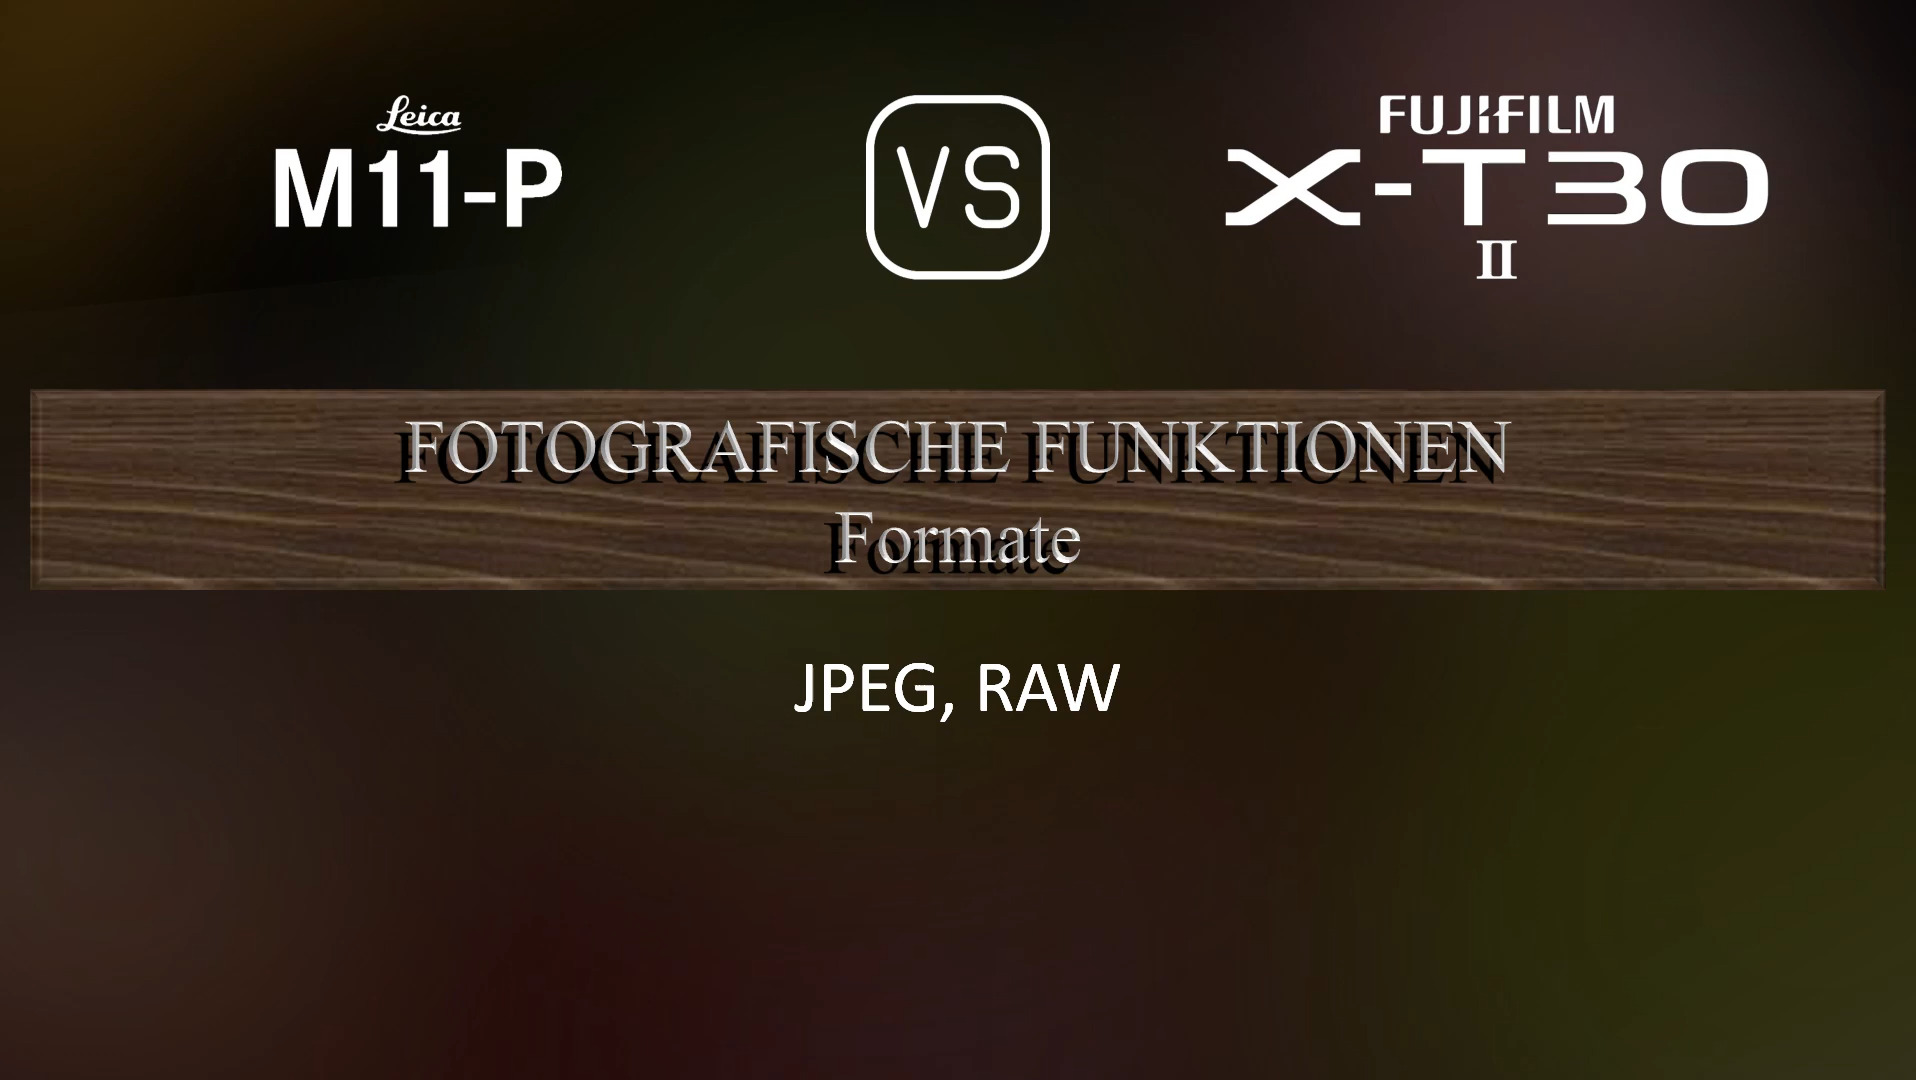 Leica
M11-P
VS
FUJIFILM
X-T30
II
FOTOGRAFISCHE FUNKTIONEN
Formate
JPEG, RAW